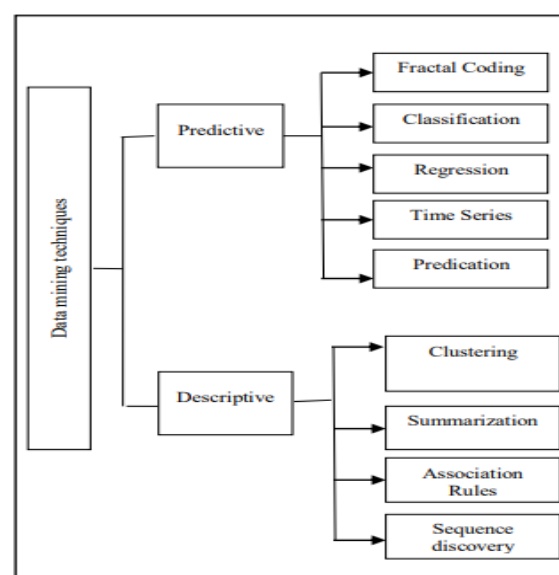 Data mining techniques
Predictive
Fractal Coding
Classification
Regression
Time Series
Predication
Descriptive
Clustering
Summarization
Association
Rules
Sequence
discovery